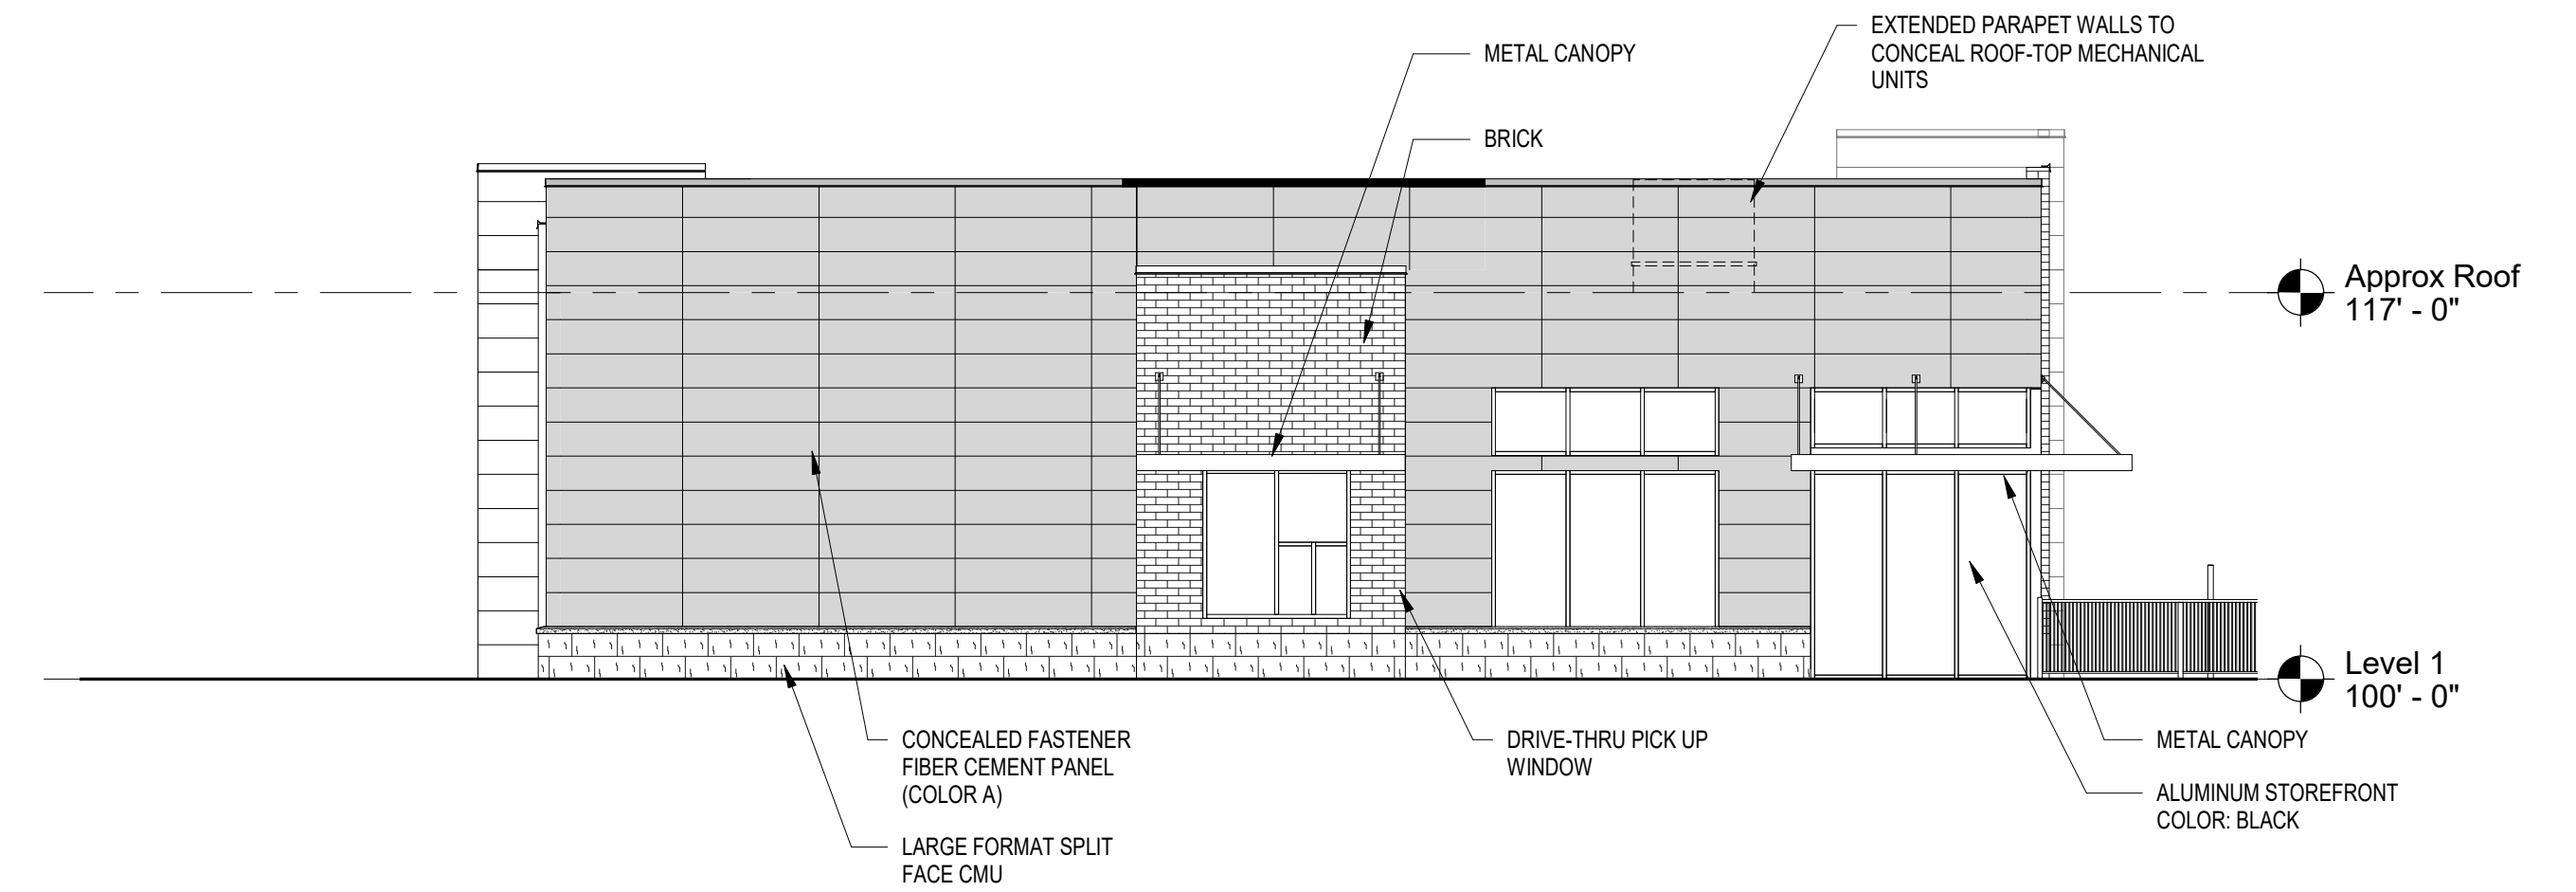 EXTENDED PARAPET WALLS TO
CONCEAL ROOF-TOP MECHANICAL
UNITS
METAL CANOPY
BRICK
Approx Roof
117' - 0"
Level 1
100' - 0"
CONCEALED FASTENER
FIBER CEMENT PANEL
(COLOR A)
DRIVE-THRU PICK UP
WINDOW
METAL CANOPY
ALUMINUM STOREFRONT
COLOR: BLACK
LARGE FORMAT SPLIT
FACE CMU